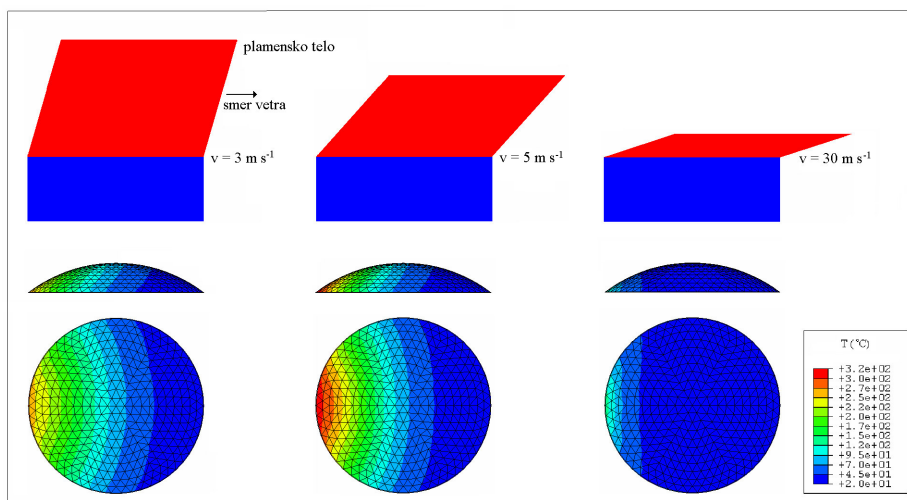 plamensko telo
smer vetra
v = 3 m s⁻¹
v = 5 m s⁻¹
v = 30 m s⁻¹
T (°C)
+3.2e+02
+3.0e+02
+2.7e+02
+2.5e+02
+2.2e+02
+2.0e+02
+1.7e+02
+1.5e+02
+1.2e+02
+9.5e+01
+7.0e+01
+4.5e+01
+2.0e+01